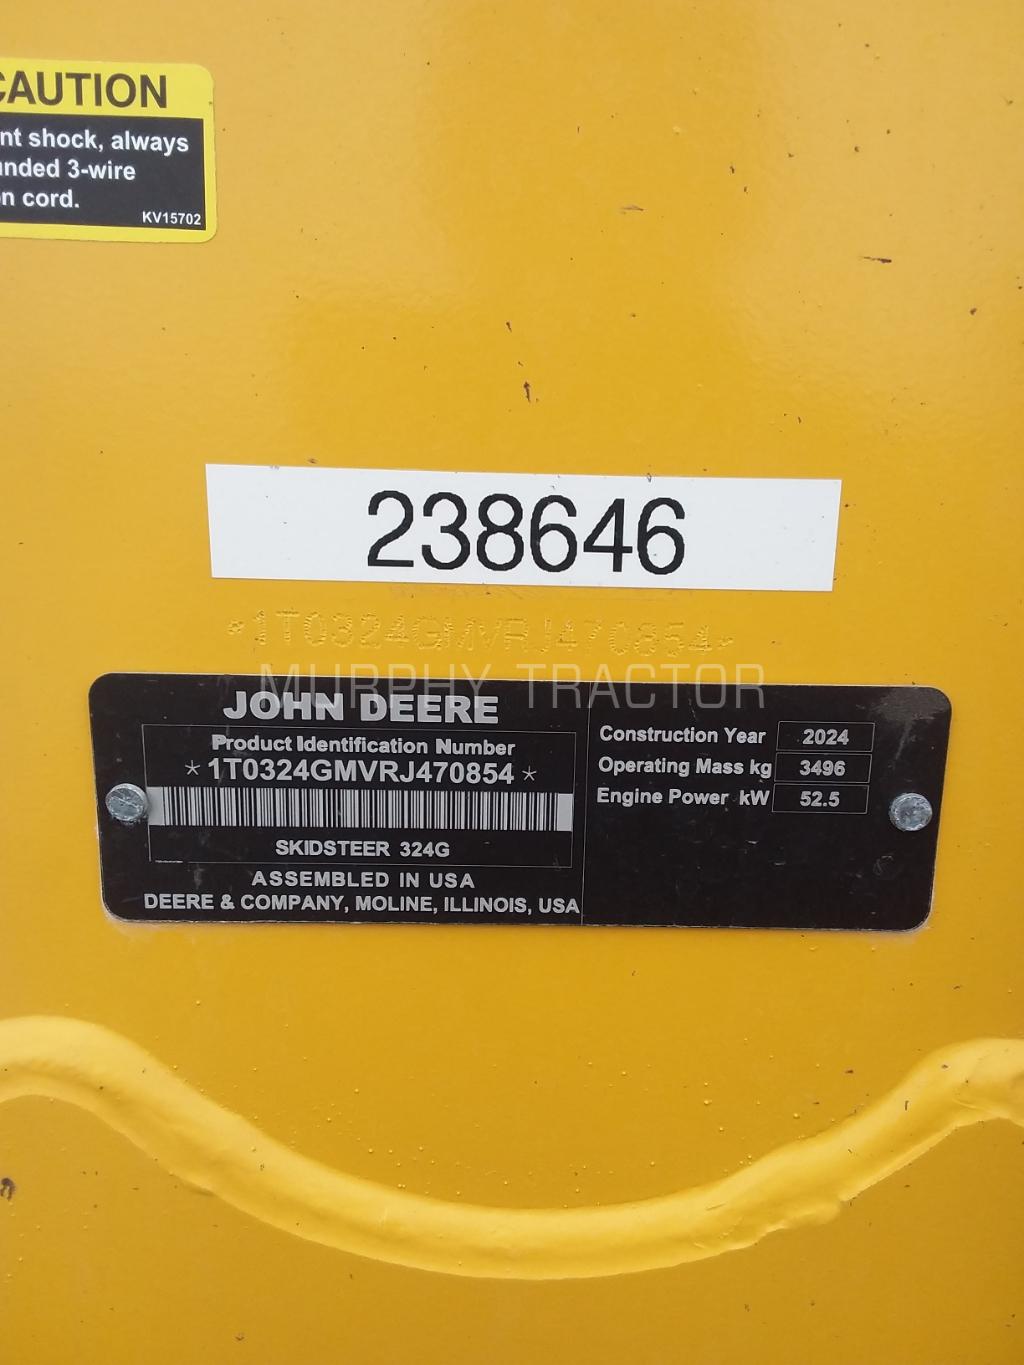 CAUTION
nt shock, always
unded 3-wire
n cord.
KV15702
238646
*1T0324GMVRJ470854*
MURPHY TRACTOR
JOHN DEERE
Product Identification Number
*1T0324GMVRJ470854*
SKIDSTEER 324G
ASSEMBLED IN USA
DEERE & COMPANY, MOLINE, ILLINOIS, USA
Construction Year 2024
Operating Mass kg 3496
Engine Power kW 52.5